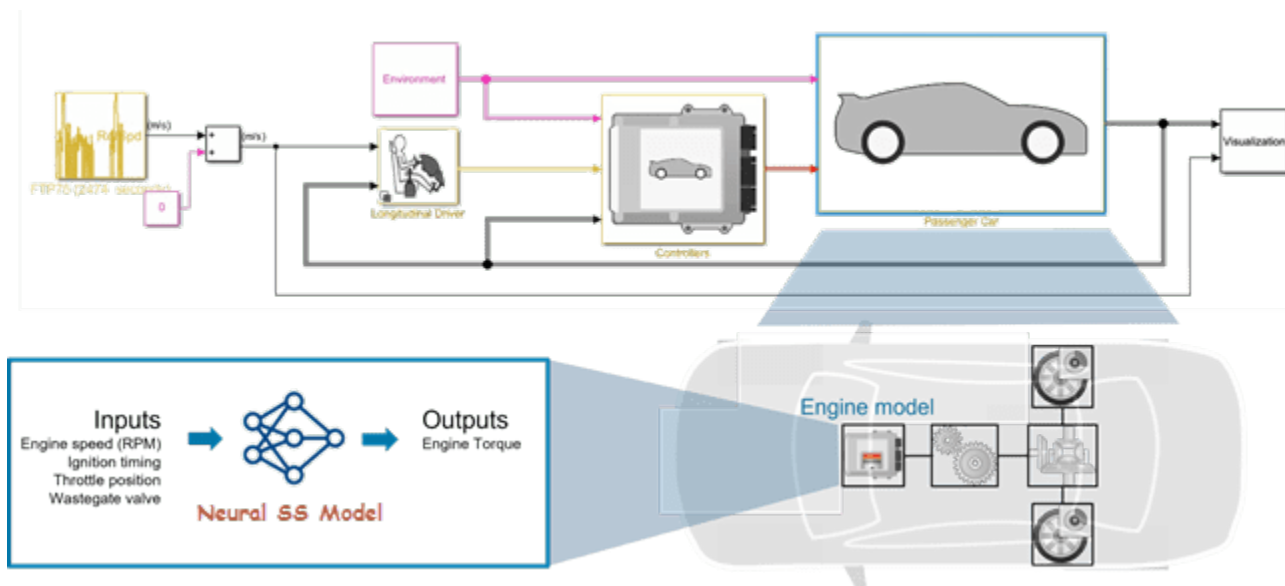 Environment
(m/s)
(m/s)
0
Longitudinal Driver
Controllers
Passenger Car
Visualization
Engine model
Inputs
Engine speed (RPM)
Ignition timing
Throttle position
Wastegate valve
Outputs
Engine Torque
Neural SS Model